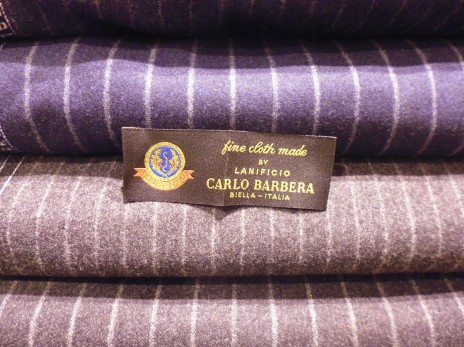 fine cloth made
BY
LANIFICIO
CARLO BARBERA
BIELLA - ITALIA